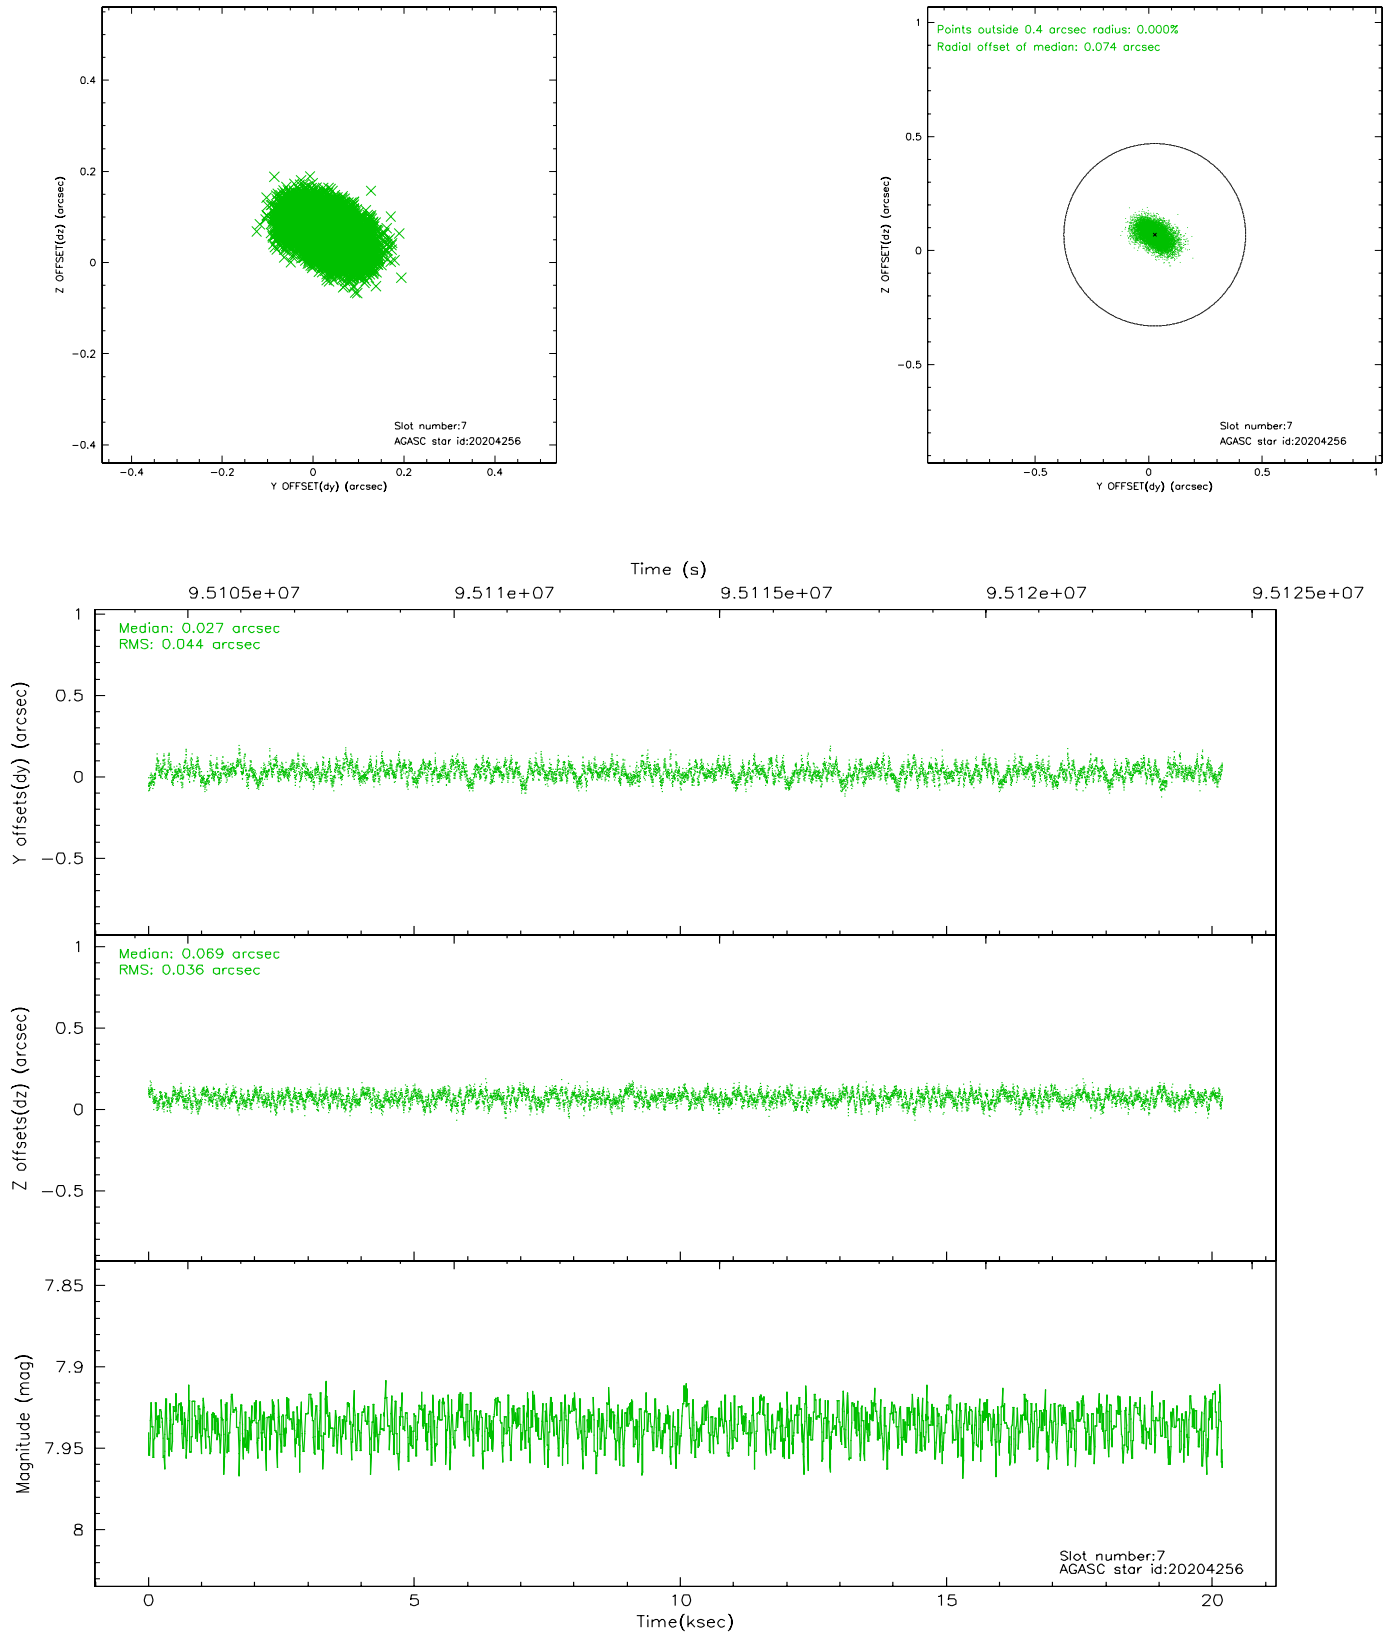 0.4
0.2
0
−0.2
−0.4
Z OFFSET(dz) (arcsec)
Slot number:7
AGASC star id:20204256
−0.4 −0.2 0 0.2 0.4
Y OFFSET(dy) (arcsec)
Points outside 0.4 arcsec radius: 0.000%
Radial offset of median: 0.074 arcsec
1
0.5
0
−0.5
Z OFFSET(dz) (arcsec)
Slot number:7
AGASC star id:20204256
−0.5 0 0.5 1
Y OFFSET(dy) (arcsec)
Time (s)
9.5105e+07 9.511e+07 9.5115e+07 9.512e+07 9.5125e+07
Median: 0.027 arcsec
RMS: 0.044 arcsec
1
0.5
0
−0.5
Y offsets(dy) (arcsec)
Median: 0.069 arcsec
RMS: 0.036 arcsec
1
0.5
0
−0.5
Z offsets(dz) (arcsec)
7.85
7.9
7.95
8
Magnitude (mag)
Slot number:7
AGASC star id:20204256
0 5 10 15 20
Time(ksec)